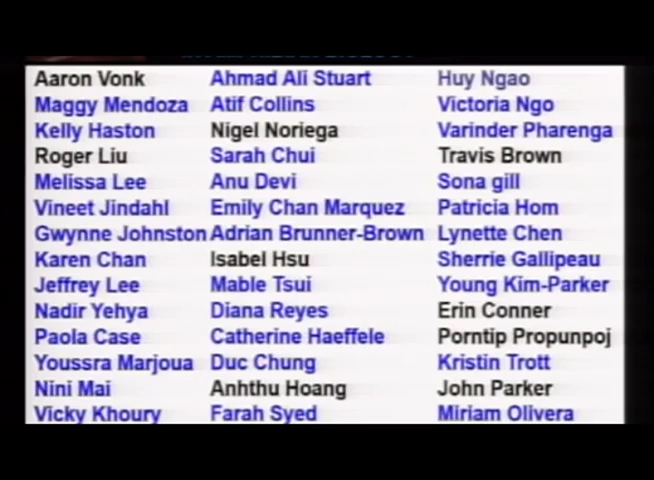 Aaron Vonk Ahmad Ali Stuart Huy Ngao
Maggy Mendoza Atif Collins Victoria Ngo
Kelly Haston Nigel Noriega Varinder Pharenga
Roger Liu Sarah Chui Travis Brown
Melissa Lee Anu Devi Sona gill
Vineet Jindahl Emily Chan Marquez Patricia Hom
Gwynne Johnston Adrian Brunner-Brown Lynette Chen
Karen Chan Isabel Hsu Sherrie Gallipeau
Jeffrey Lee Mable Tsui Young Kim-Parker
Nadir Yehya Diana Reyes Erin Conner
Paola Case Catherine Haeffele Porntip Propunpoj
Youssra Marjoua Duc Chung Kristin Trott
Nini Mai Anhthu Hoang John Parker
Vicky Khoury Farah Syed Miriam Olivera